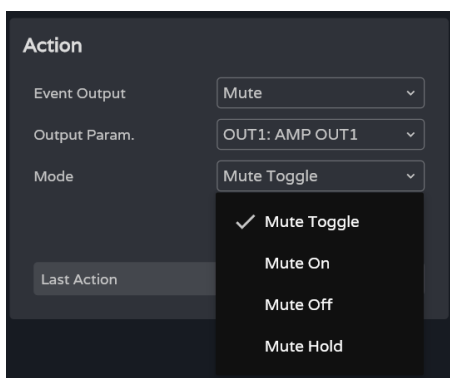 Action
Event Output Mute
Output Param. OUT1: AMP OUT1
Mode Mute Toggle
Mute Toggle
Mute On
Last Action
Mute Off
Mute Hold